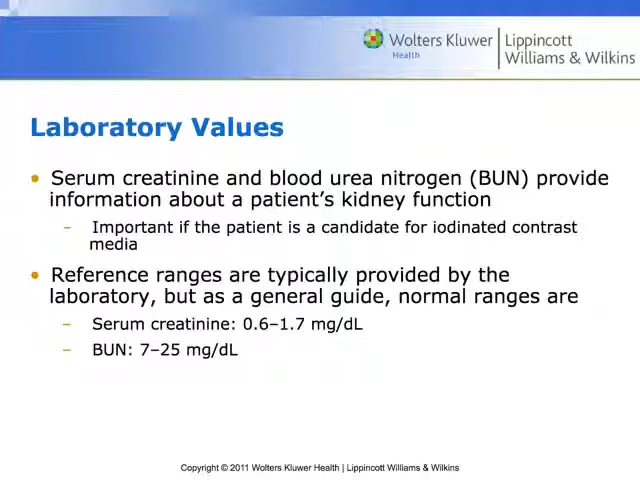 Wolters Kluwer
Health
Lippincott
Williams & Wilkins
Laboratory Values
• Serum creatinine and blood urea nitrogen (BUN) provide
information about a patient’s kidney function
– Important if the patient is a candidate for iodinated contrast
media
• Reference ranges are typically provided by the
laboratory, but as a general guide, normal ranges are
– Serum creatinine: 0.6–1.7 mg/dL
– BUN: 7–25 mg/dL
Copyright © 2011 Wolters Kluwer Health | Lippincott Williams & Wilkins